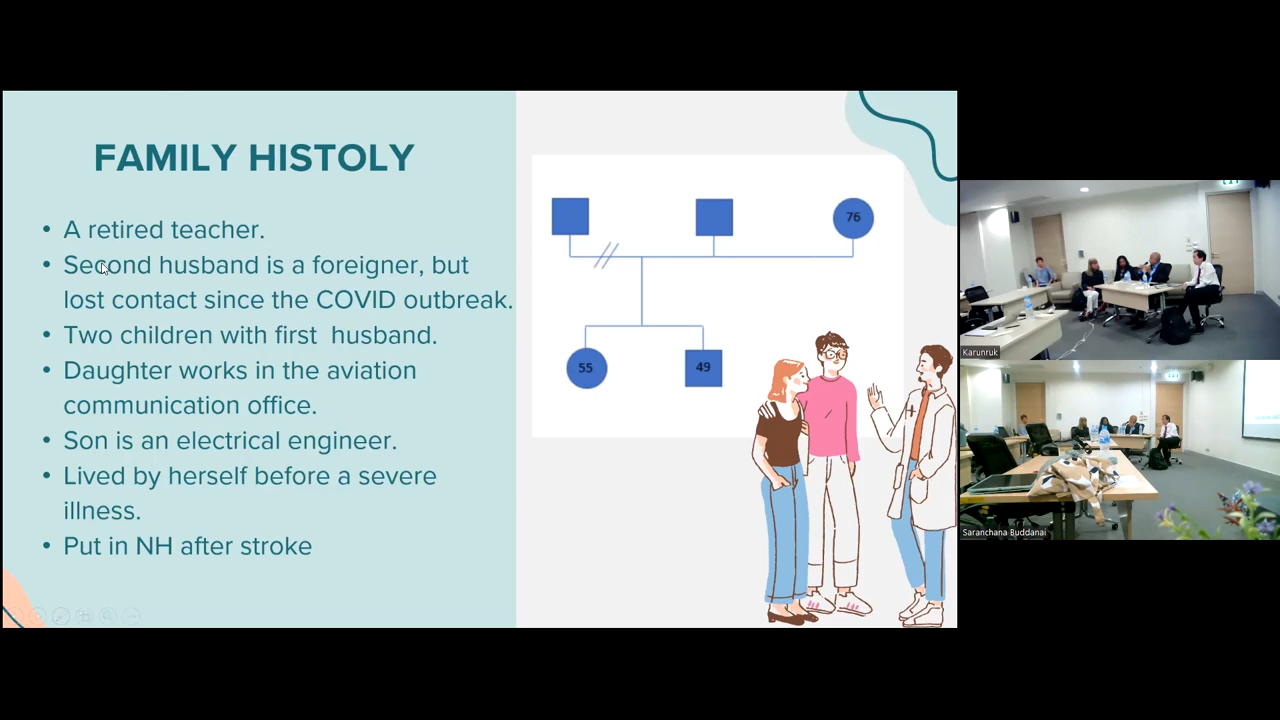 FAMILY HISTOLY
• A retired teacher.
• Second husband is a foreigner, but
lost contact since the COVID outbreak.
• Two children with first  husband.
• Daughter works in the aviation
communication office.
• Son is an electrical engineer.
• Lived by herself before a severe
illness.
• Put in NH after stroke
76
55
49
Karunruk
Saranchana Buddanai